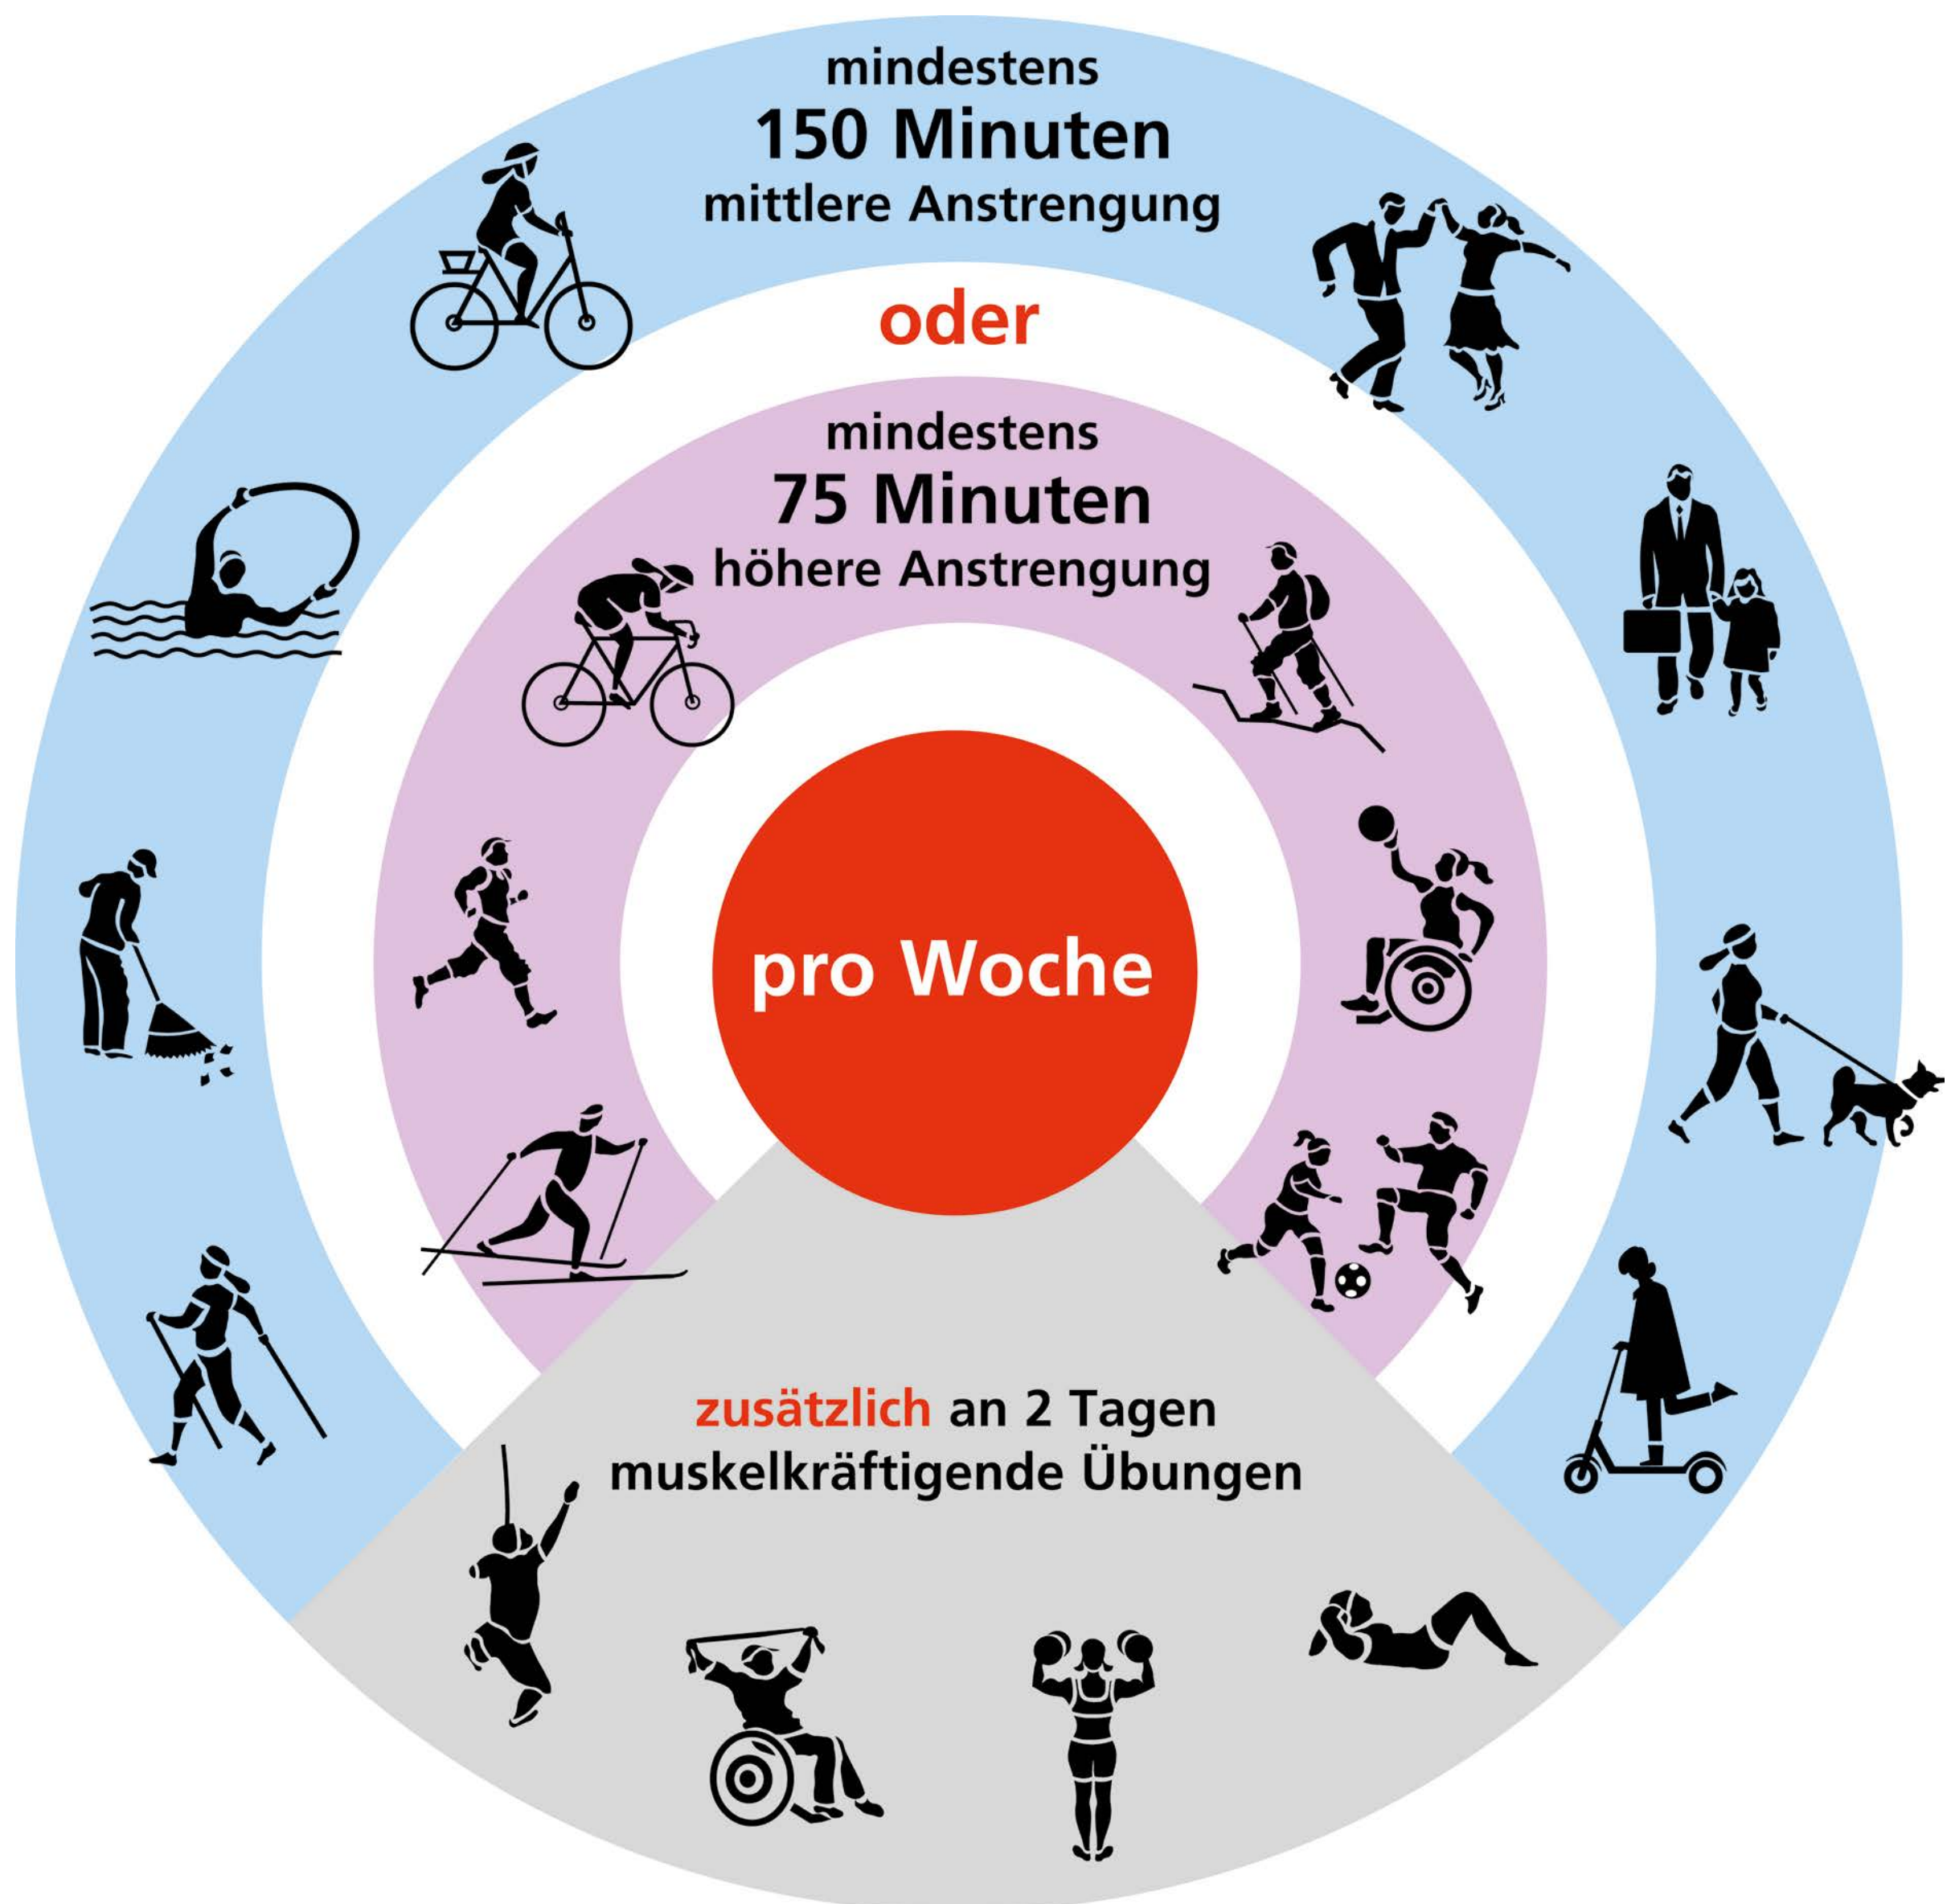 mindestens
150 Minuten
mittlere Anstrengung
oder
mindestens
75 Minuten
höhere Anstrengung
pro Woche
zusätzlich an 2 Tagen
muskelkräftigende Übungen